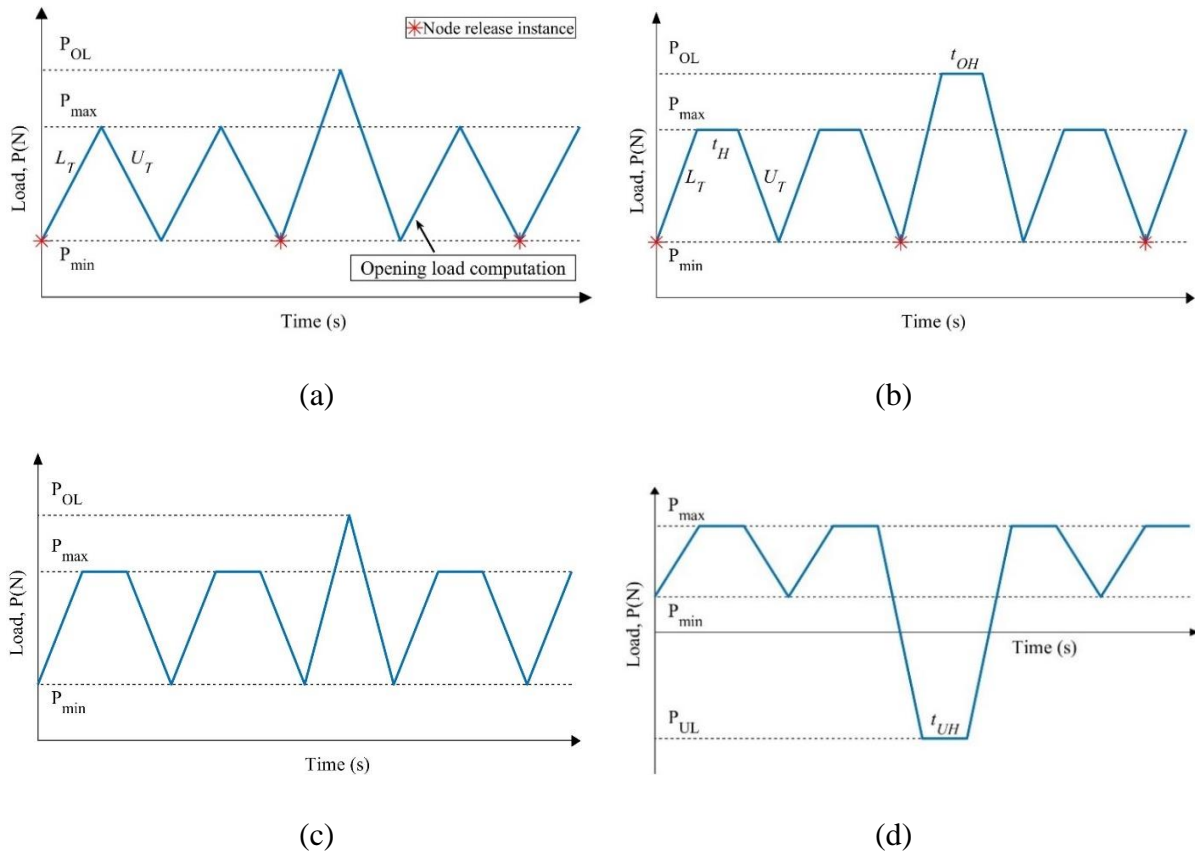 Node release instance
P_OL
P_max
L_T
U_T
P_min
Opening load computation
Load, P(N)
Time (s)
(a)
P_OL
t_OH
P_max
t_H
L_T
U_T
P_min
Load, P(N)
Time (s)
(b)
P_OL
P_max
P_min
Load, P(N)
Time (s)
(c)
P_max
P_min
Time (s)
P_UL
t_UH
Load, P(N)
(d)